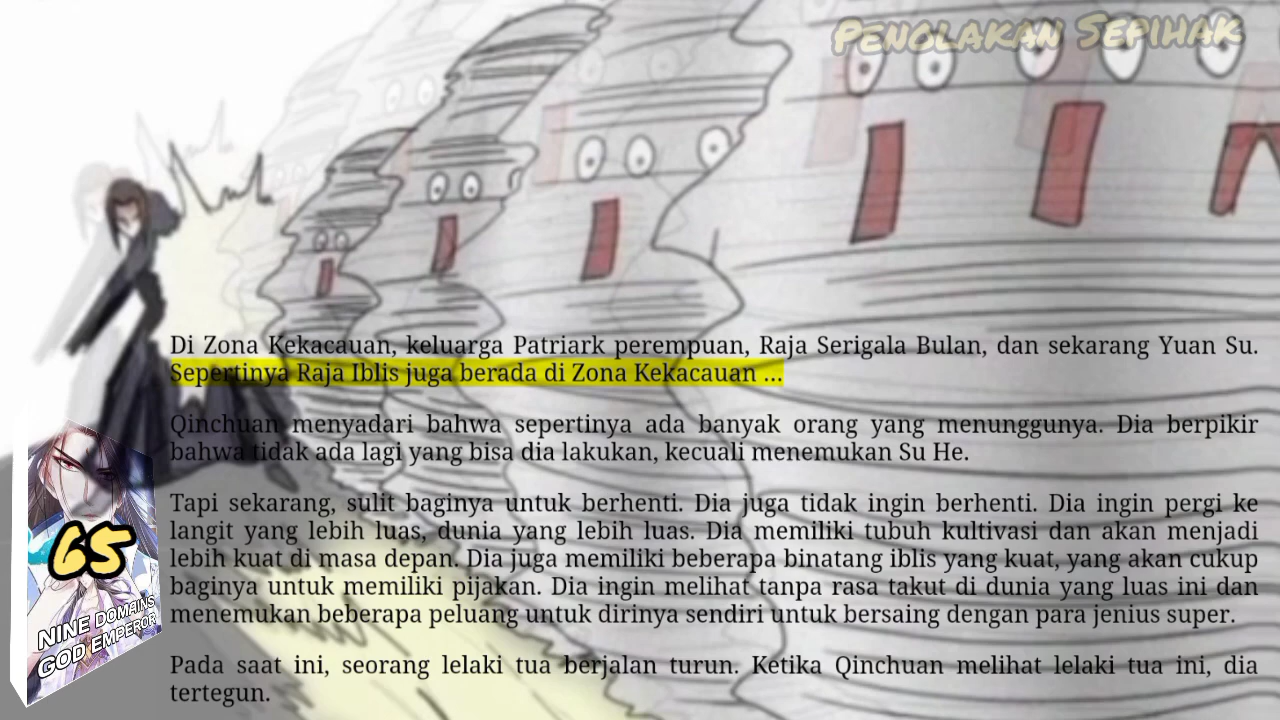 Penolakan Sepihak
Di Zona Kekacauan, keluarga Patriark perempuan, Raja Serigala Bulan, dan sekarang Yuan Su.
Sepertinya Raja Iblis juga berada di Zona Kekacauan ...
Qinchuan menyadari bahwa sepertinya ada banyak orang yang menunggunya. Dia berpikir
bahwa tidak ada lagi yang bisa dia lakukan, kecuali menemukan Su He.
Tapi sekarang, sulit baginya untuk berhenti. Dia juga tidak ingin berhenti. Dia ingin pergi ke
langit yang lebih luas, dunia yang lebih luas. Dia memiliki tubuh kultivasi dan akan menjadi
lebih kuat di masa depan. Dia juga memiliki beberapa binatang iblis yang kuat, yang akan cukup
baginya untuk memiliki pijakan. Dia ingin melihat tanpa rasa takut di dunia yang luas ini dan
menemukan beberapa peluang untuk dirinya sendiri untuk bersaing dengan para jenius super.
Pada saat ini, seorang lelaki tua berjalan turun. Ketika Qinchuan melihat lelaki tua ini, dia
tertegun.
65
NINE DOMAINS
GOD EMPEROR